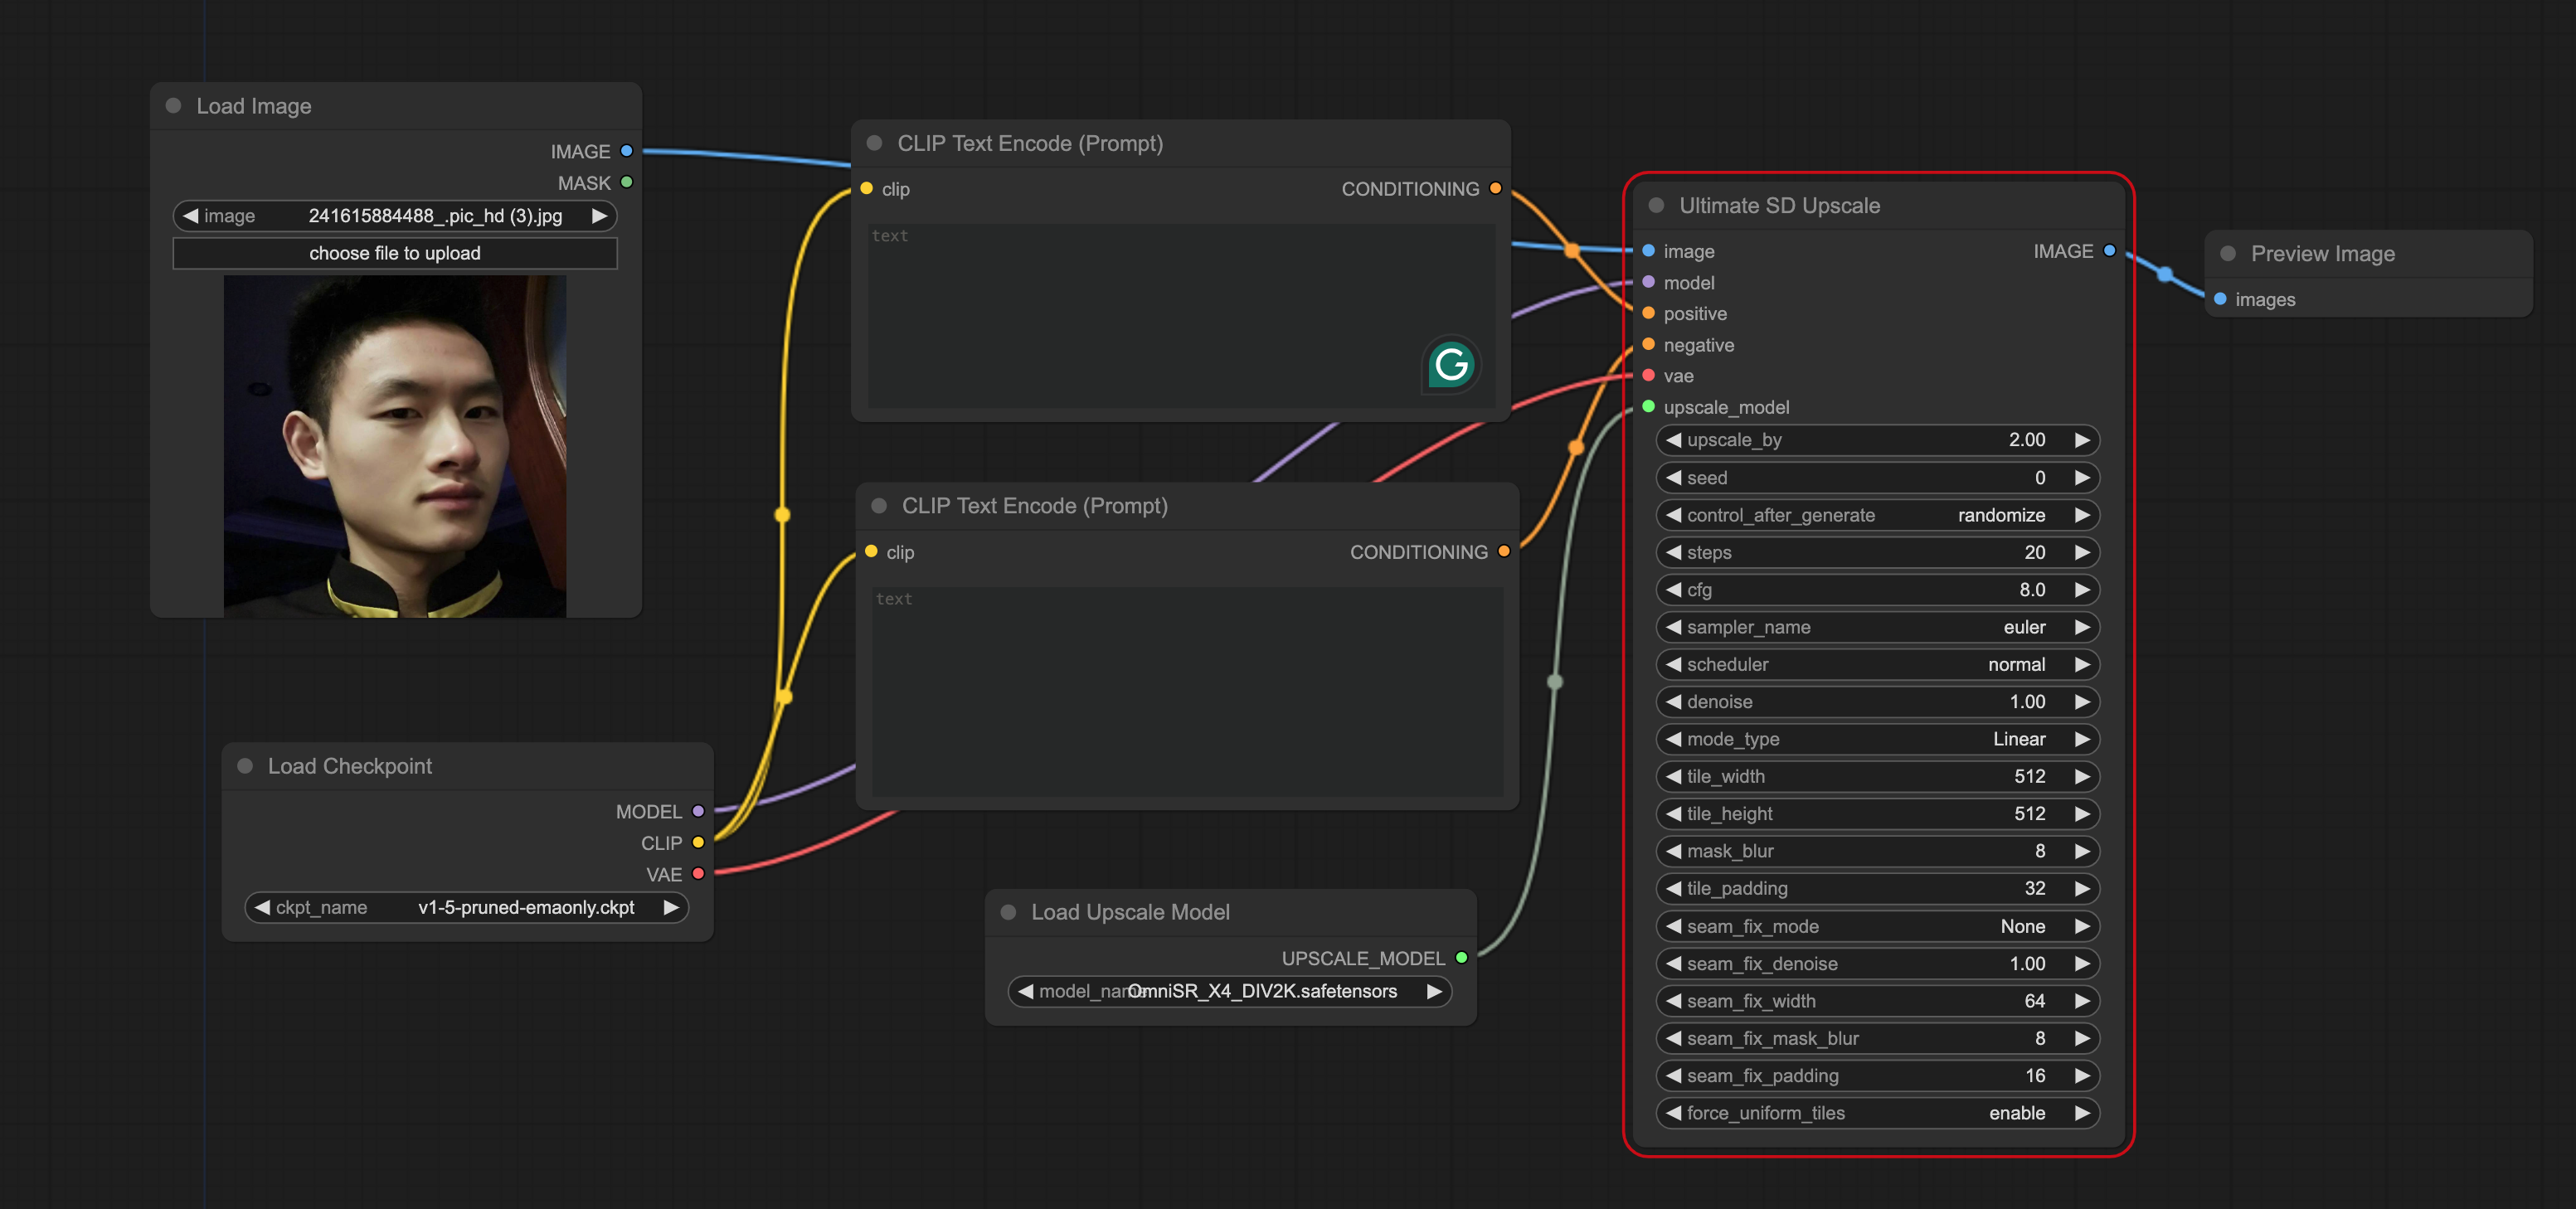 Load Image
IMAGE
MASK
image 241615884488_.pic_hd (3).jpg
choose file to upload
CLIP Text Encode (Prompt)
clip CONDITIONING
text
G
CLIP Text Encode (Prompt)
clip CONDITIONING
text
Load Checkpoint
MODEL
CLIP
VAE
ckpt_name v1-5-pruned-emaonly.ckpt
Load Upscale Model
UPSCALE_MODEL
model_name OmniSR_X4_DIV2K.safetensors
Ultimate SD Upscale
image IMAGE
model
positive
negative
vae
upscale_model
upscale_by 2.00
seed 0
control_after_generate randomize
steps 20
cfg 8.0
sampler_name euler
scheduler normal
denoise 1.00
mode_type Linear
tile_width 512
tile_height 512
mask_blur 8
tile_padding 32
seam_fix_mode None
seam_fix_denoise 1.00
seam_fix_width 64
seam_fix_mask_blur 8
seam_fix_padding 16
force_uniform_tiles enable
Preview Image
images